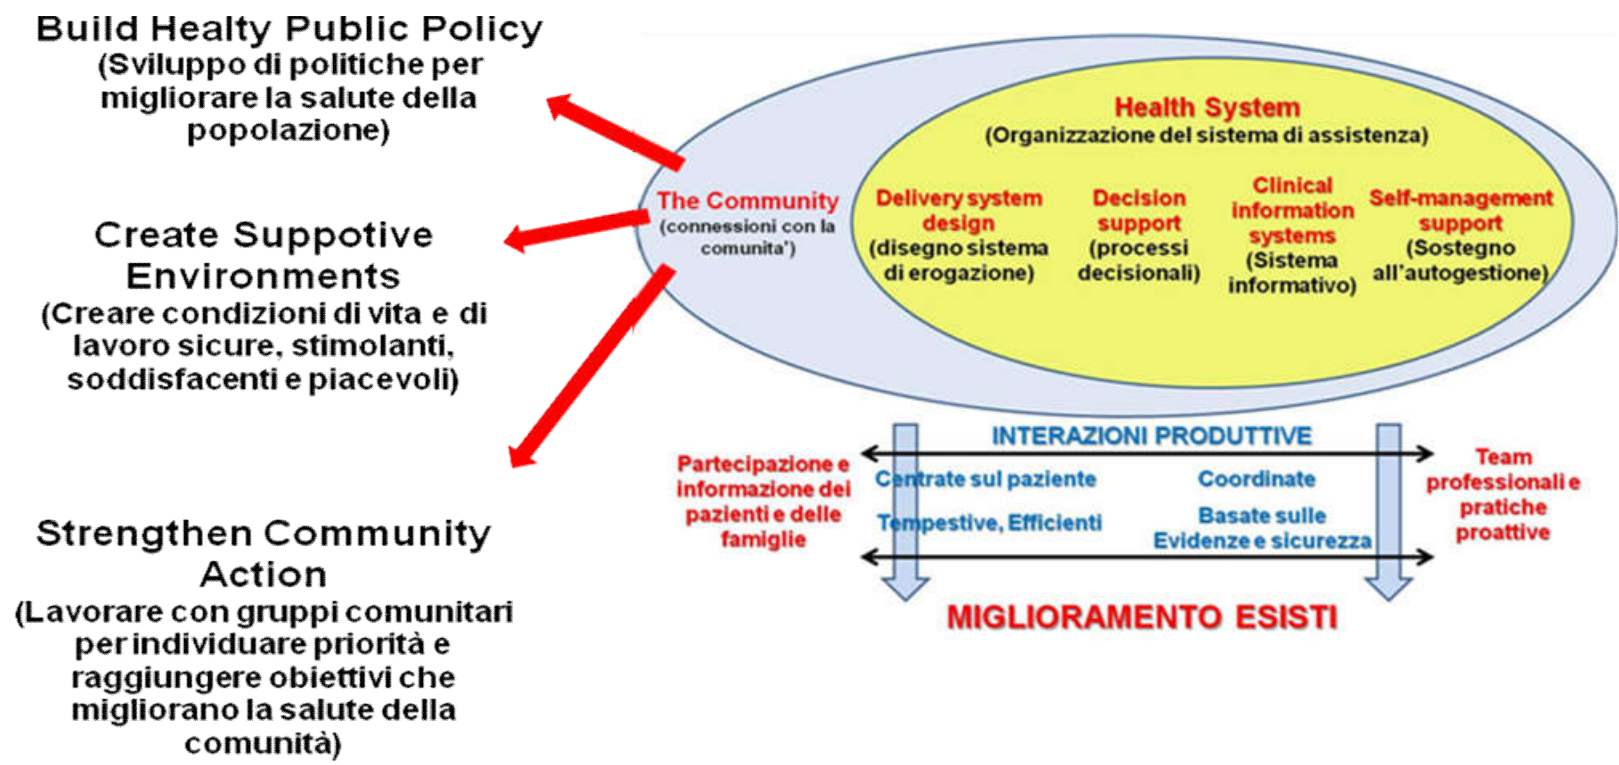 Build Healty Public Policy
(Sviluppo di politiche per
migliorare la salute della
popolazione)
Create Suppotive
Environments
(Creare condizioni di vita e di
lavoro sicure, stimolanti,
soddisfacenti e piacevoli)
Strengthen Community
Action
(Lavorare con gruppi comunitari
per individuare priorità e
raggiungere obiettivi che
migliorano la salute della
comunità)
The Community
(connessioni con la
comunita')
Health System
(Organizzazione del sistema di assistenza)
Delivery system
design
(disegno sistema
di erogazione)
Decision
support
(processi
decisionali)
Clinical
information
systems
(Sistema
informativo)
Self-management
support
(Sostegno
all'autogestione)
INTERAZIONI PRODUTTIVE
Partecipazione e
informazione dei
pazienti e delle
famiglie
Centrate sul paziente
Tempestive, Efficienti
Coordinate
Basate sulle
Evidenze e sicurezza
Team
professionali e
pratiche
proattive
MIGLIORAMENTO ESISTI